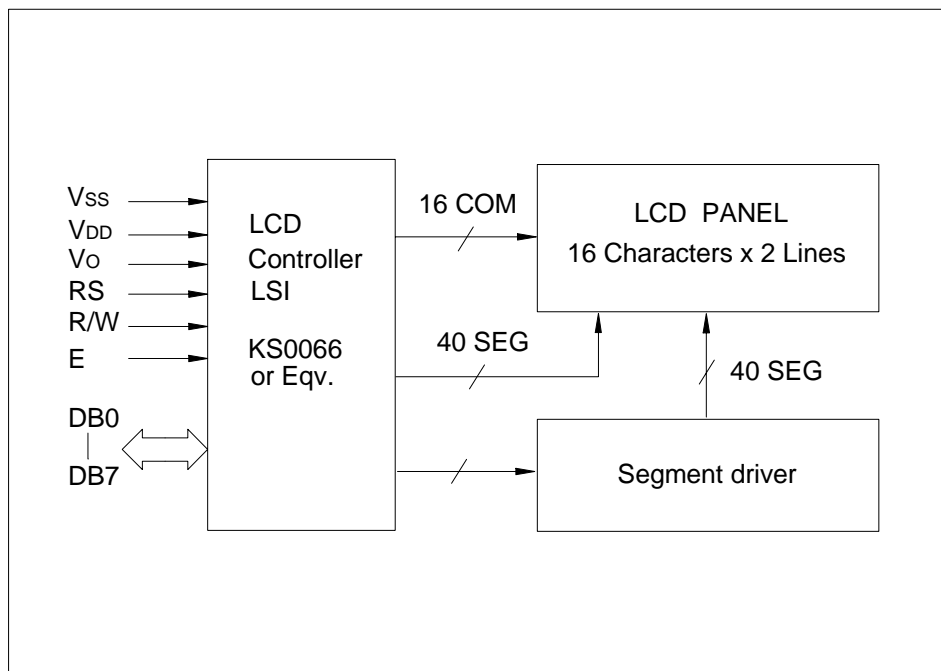 VSS
VDD
VO
RS
R/W
E
DB0
DB7
LCD
Controller
LSI
KS0066
or Eqv.
16 COM
40 SEG
LCD PANEL
16 Characters x 2 Lines
40 SEG
Segment driver